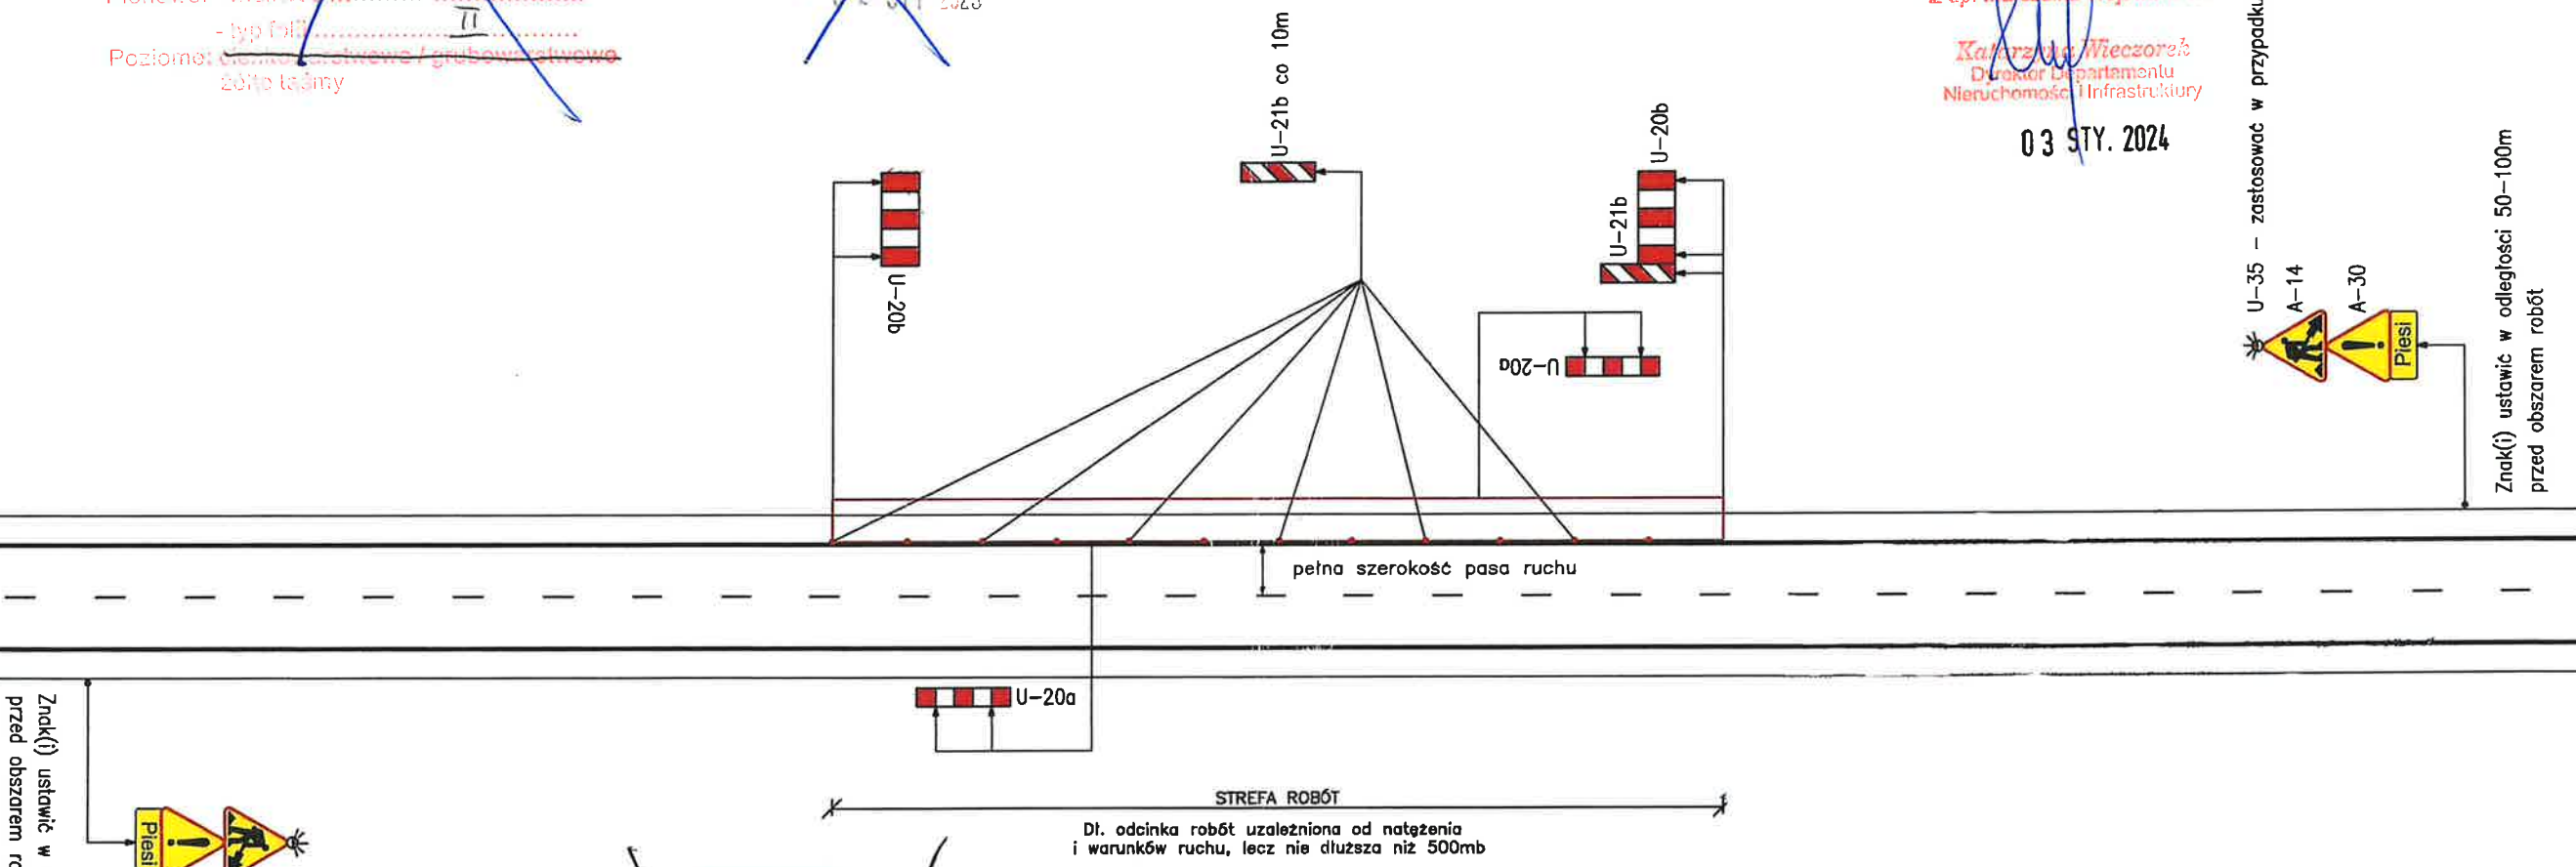 - typ folii
II
Poziome: cienkowarstwowe / grubowarstwowe
żółte taśmy
Katarzyna Wieczorek
Dyrektor Departamentu
Nieruchomości i Infrastruktury
03 STY. 2024
U-21b co 10m
U-20b
U-20b
U-21b
U-20a
U-35 – zastosować w przypadku
A-14
A-30
Piesi
Znak(i) ustawić w odległości 50-100m
przed obszarem robót
pełna szerokość pasa ruchu
U-20a
Znak(i) ustawić w
przed obszarem
Piesi
STREFA ROBÓT
Dł. odcinka robót uzależniona od natężenia
i warunków ruchu, lecz nie dłuższa niż 500mb